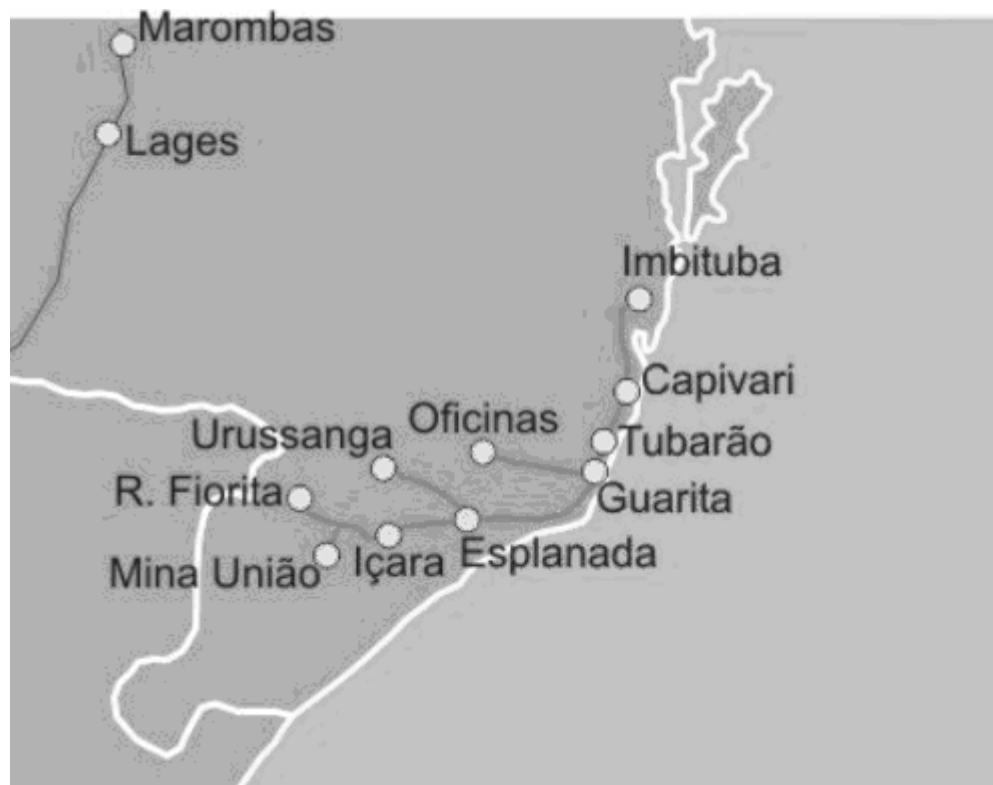 Marombas
Lages
Imbituba
Capivari
Oficinas
Urussanga
Tubarão
R. Fiorita
Guarita
Esplanada
Içara
Mina União